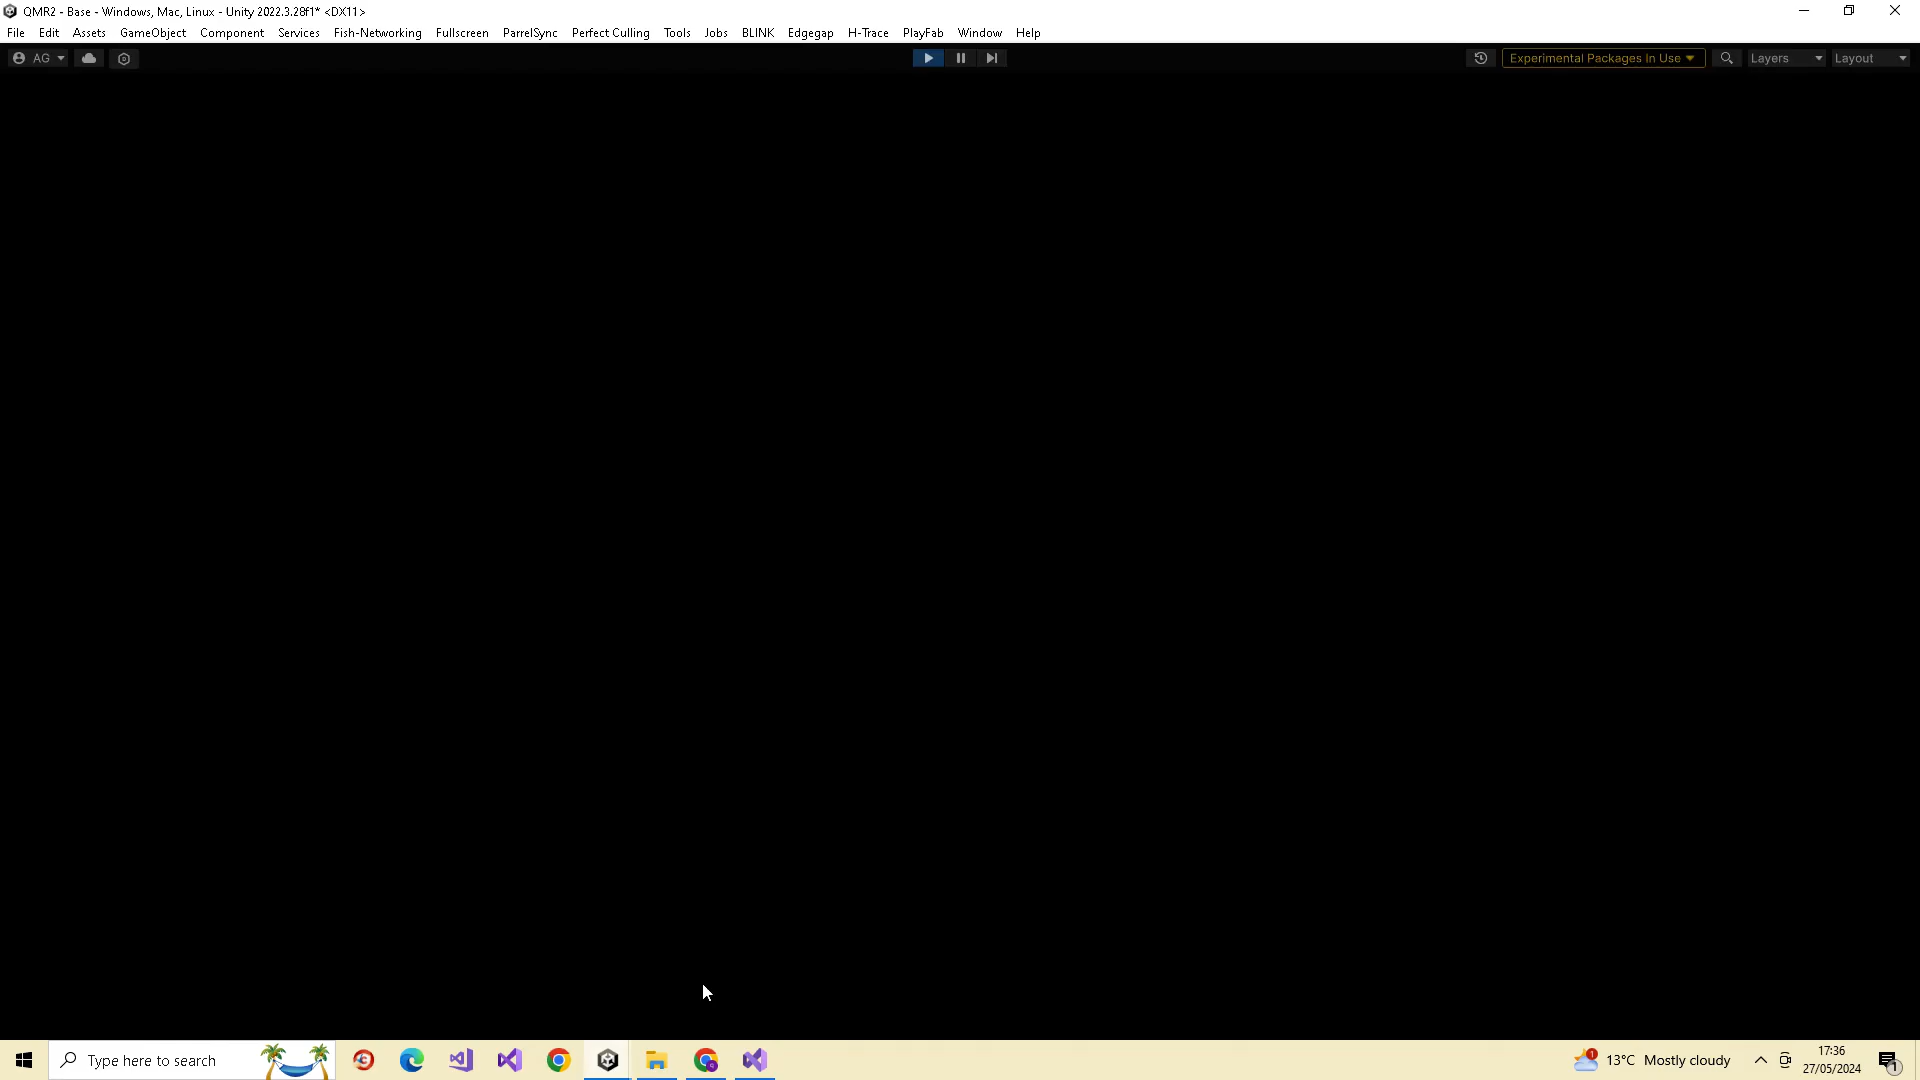 QMR2 - Base - Windows, Mac, Linux - Unity 2022.3.28f1* <DX11>
File Edit Assets GameObject Component Services Fish-Networking Fullscreen ParrelSync Perfect Culling Tools Jobs BLINK Edgegap H-Trace PlayFab Window Help
AG Experimental Packages In Use Layers Layout
Type here to search 13°C Mostly cloudy 17:36
27/05/2024
1
1